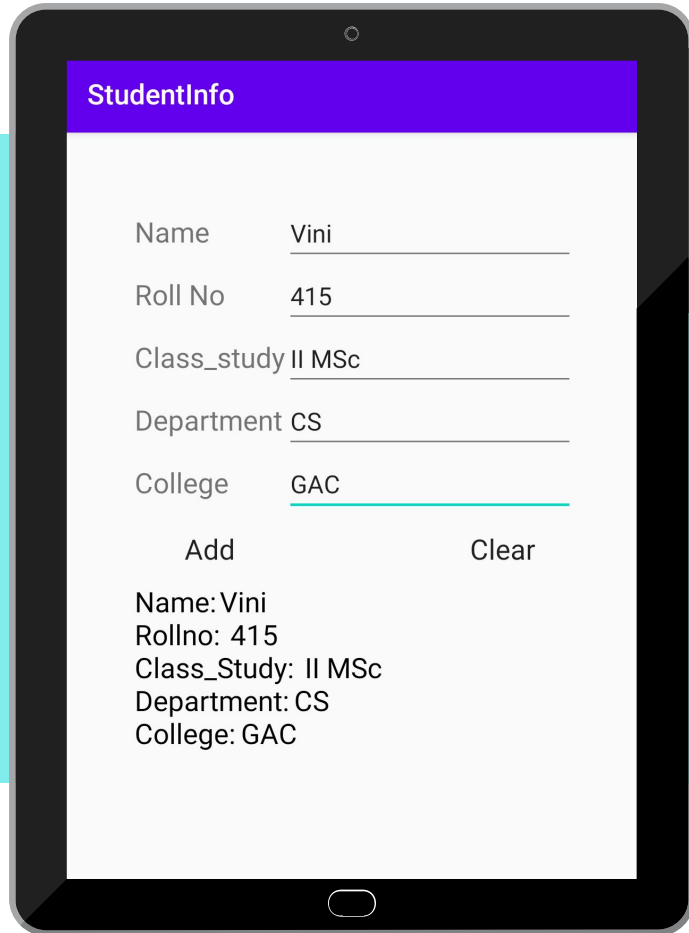 StudentInfo
Name Vini
Roll No 415
Class_study II MSc
Department CS
College GAC
Add Clear
Name: Vini
Rollno: 415
Class_Study: II MSc
Department: CS
College: GAC